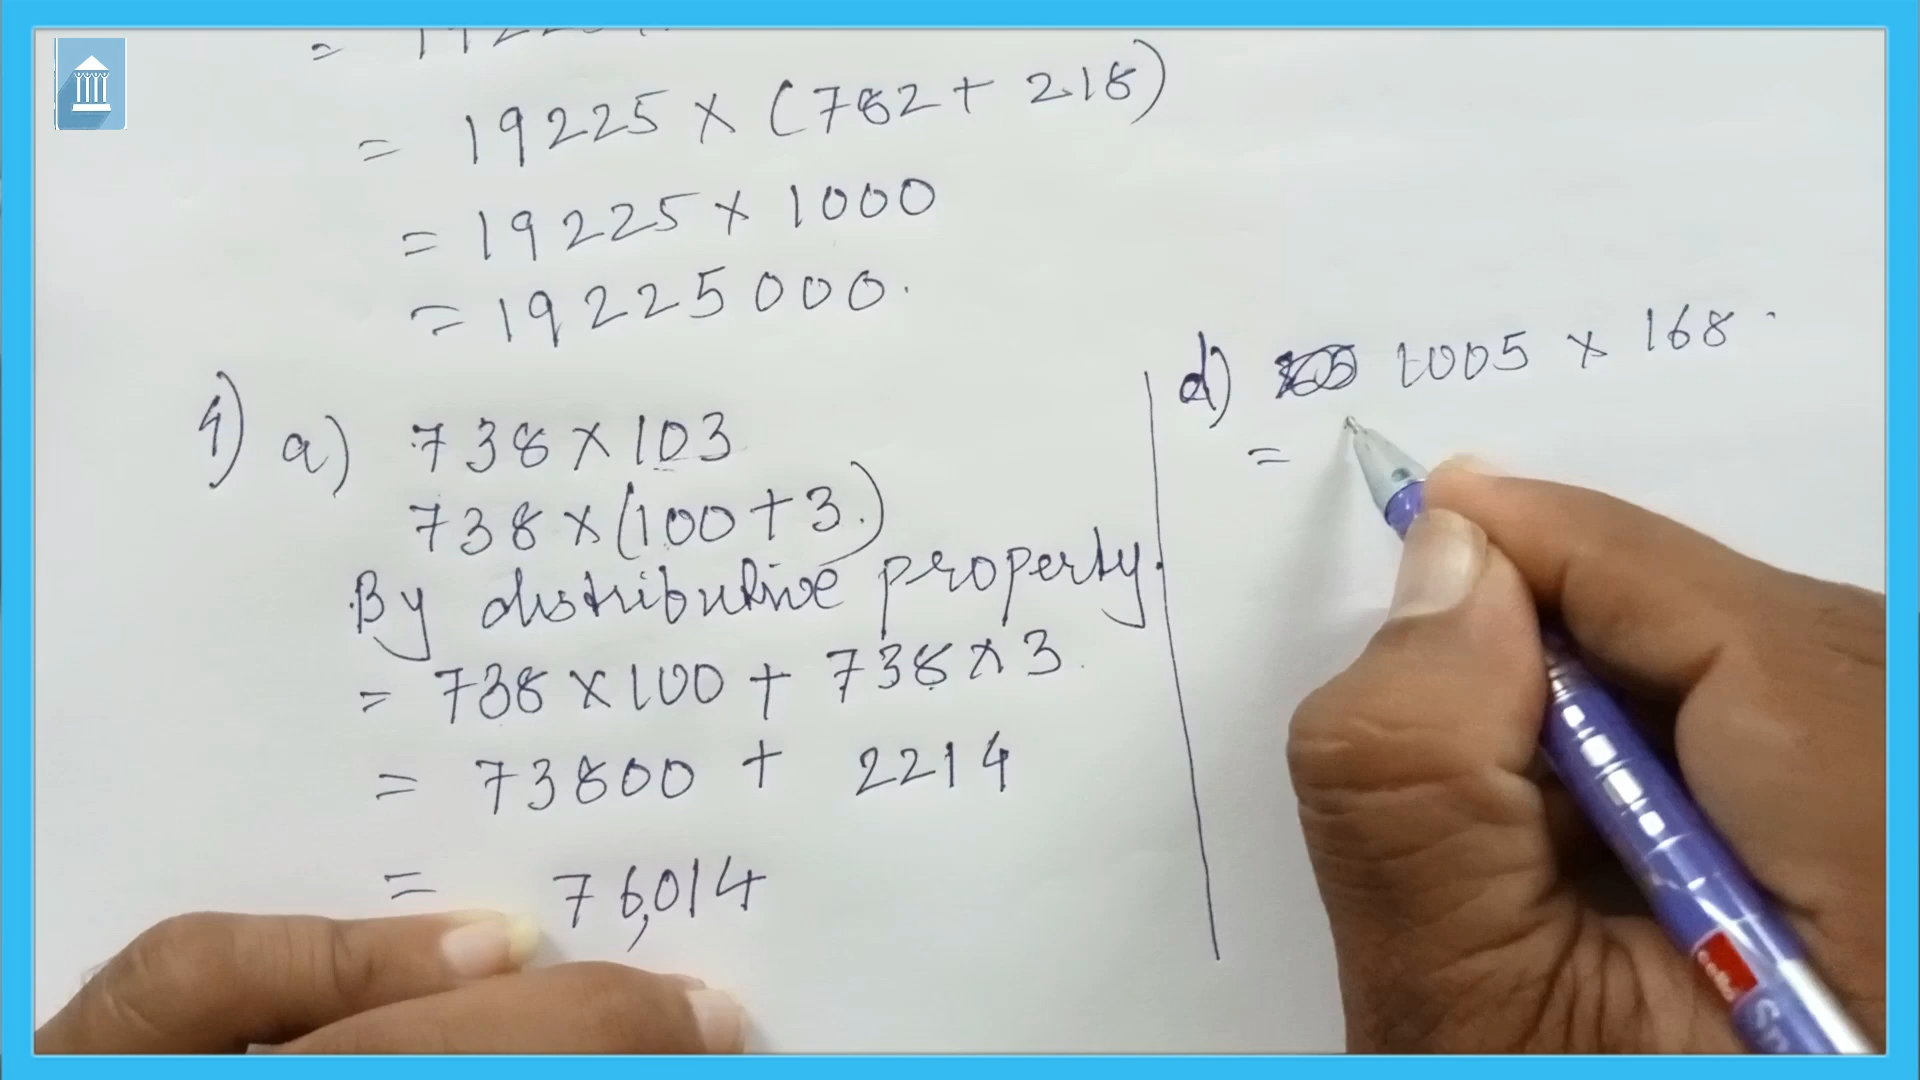 = 19225 × (782 + 218)
= 19225 × 1000
= 19225000.
4) a) 738 × 103
738 × (100 + 3.)
By distributive property.
= 738 × 100 + 738 × 3
= 73800 + 2214
= 76,014
d) 1005 × 168.
=
cello